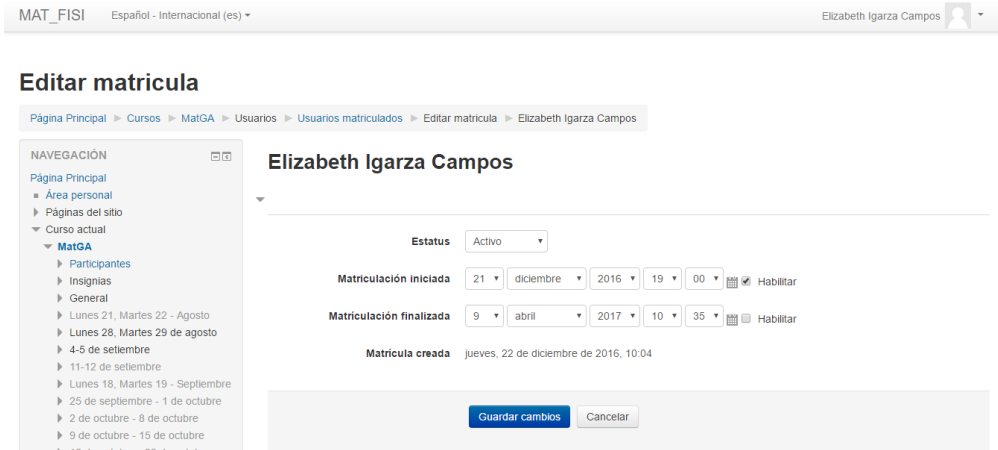 MAT_FISI Español - Internacional (es) Elizabeth Igarza Campos
Editar matricula
Página Principal Cursos MatGA Usuarios Usuarios matriculados Editar matricula Elizabeth Igarza Campos
NAVEGACIÓN
Página Principal
Área personal
Páginas del sitio
Curso actual
MatGA
Participantes
Insignias
General
Lunes 21, Martes 22 - Agosto
Lunes 28, Martes 29 de agosto
4-5 de setiembre
11-12 de setiembre
Lunes 18, Martes 19 - Septiembre
25 de septiembre - 1 de octubre
2 de octubre - 8 de octubre
9 de octubre - 15 de octubre
Elizabeth Igarza Campos
Estatus Activo
Matriculación iniciada 21 diciembre 2016 19 00 Habilitar
Matriculación finalizada 9 abril 2017 10 35 Habilitar
Matricula creada jueves, 22 de diciembre de 2016, 10:04
Guardar cambios Cancelar